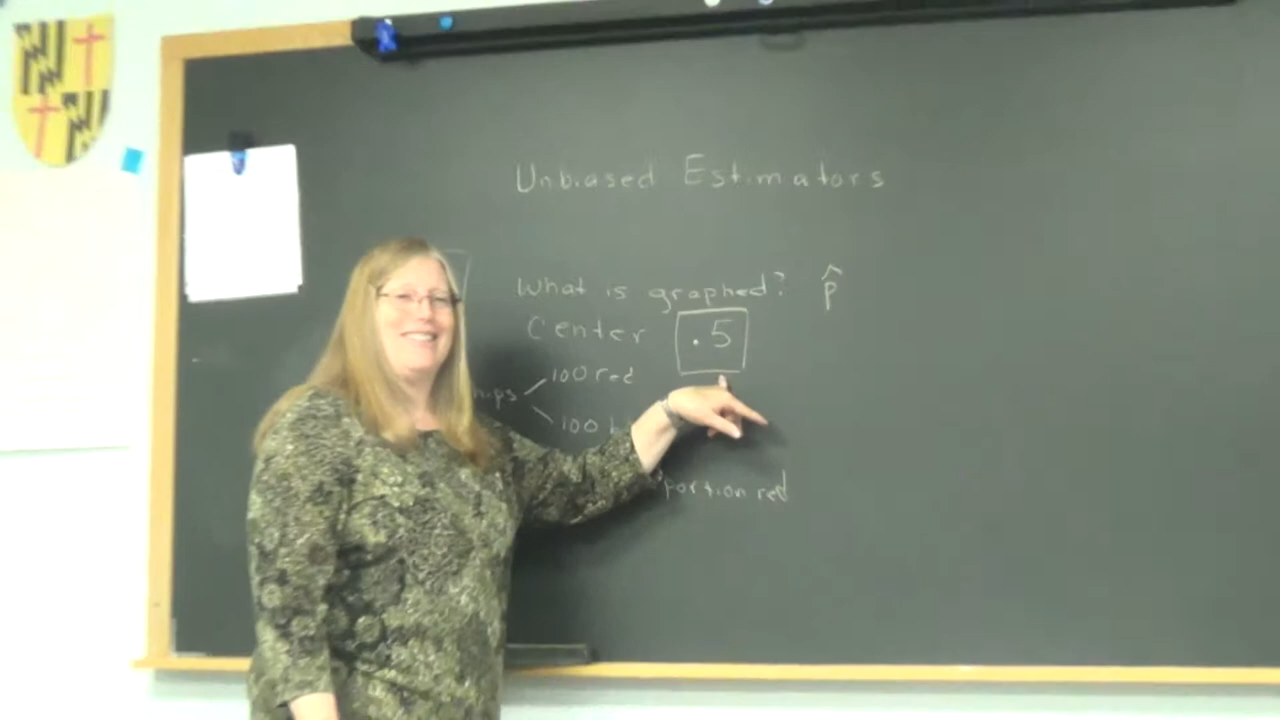 Unbiased Estimators
What is graphed? p̂
Center .5
100 red
100
portion red